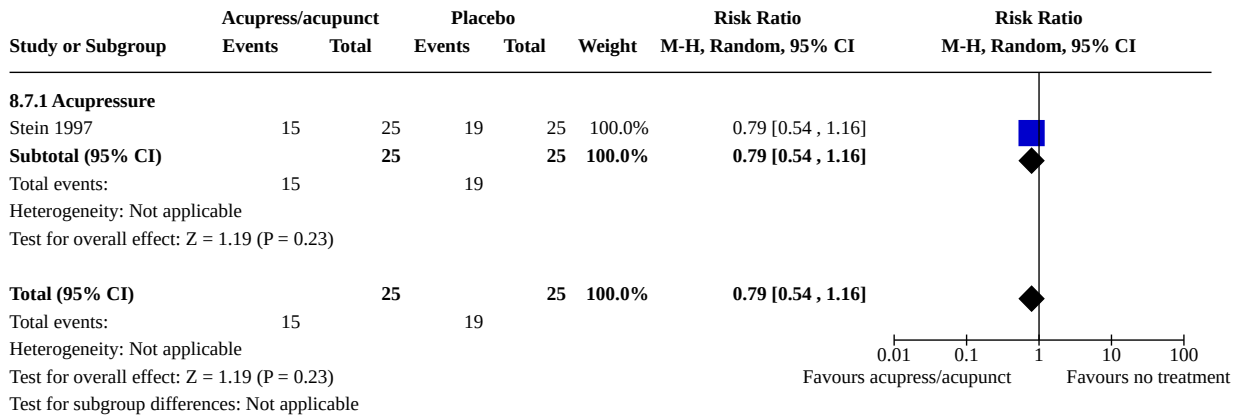 Acupress/acupunct Placebo Risk Ratio Risk Ratio
Study or Subgroup Events Total Events Total Weight M-H, Random, 95% CI M-H, Random, 95% CI
8.7.1 Acupressure
Stein 1997 15 25 19 25 100.0% 0.79 [0.54 , 1.16]
Subtotal (95% CI) 25 25 100.0% 0.79 [0.54 , 1.16]
Total events: 15 19
Heterogeneity: Not applicable
Test for overall effect: Z = 1.19 (P = 0.23)
Total (95% CI) 25 25 100.0% 0.79 [0.54 , 1.16]
Total events: 15 19
Heterogeneity: Not applicable
0.01 0.1 1 10 100
Test for overall effect: Z = 1.19 (P = 0.23) Favours acupress/acupunct Favours no treatment
Test for subgroup differences: Not applicable